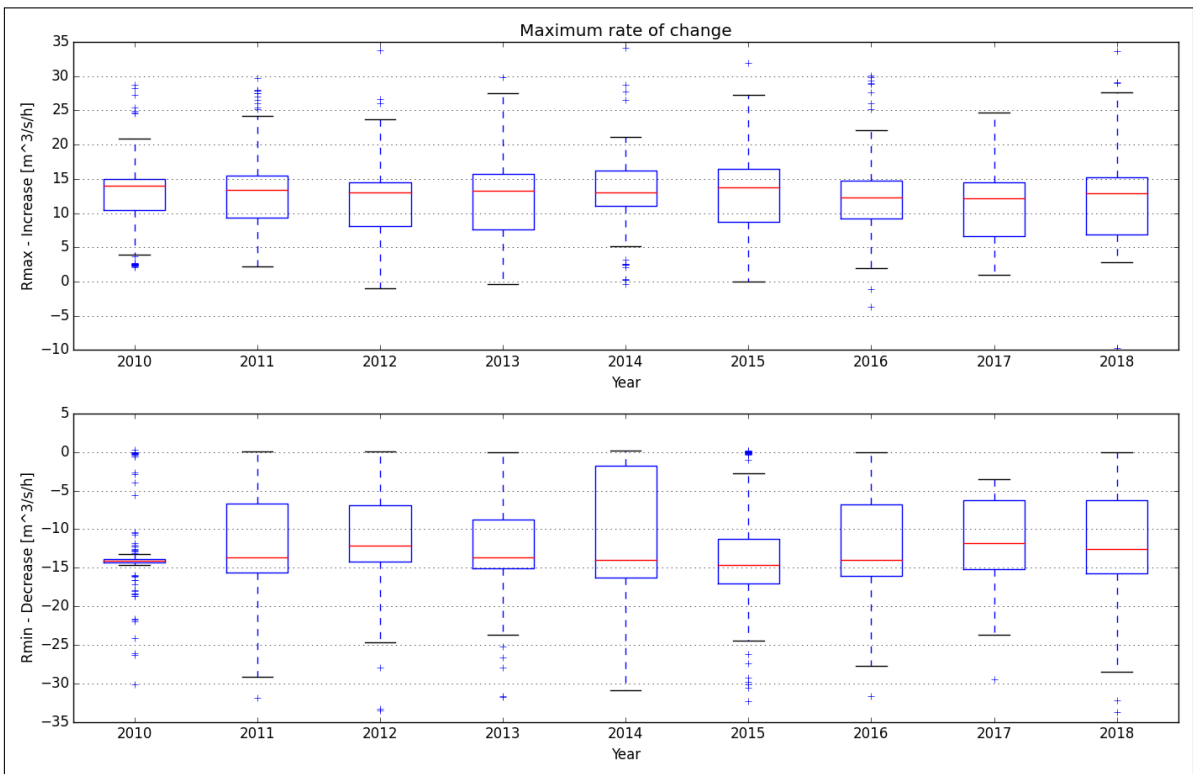 Maximum rate of change
Rmax - Increase [m^3/s/h]
35
30
25
20
15
10
5
0
−5
−10
2010 2011 2012 2013 2014 2015 2016 2017 2018
Year
Rmin - Decrease [m^3/s/h]
5
0
−5
−10
−15
−20
−25
−30
−35
2010 2011 2012 2013 2014 2015 2016 2017 2018
Year